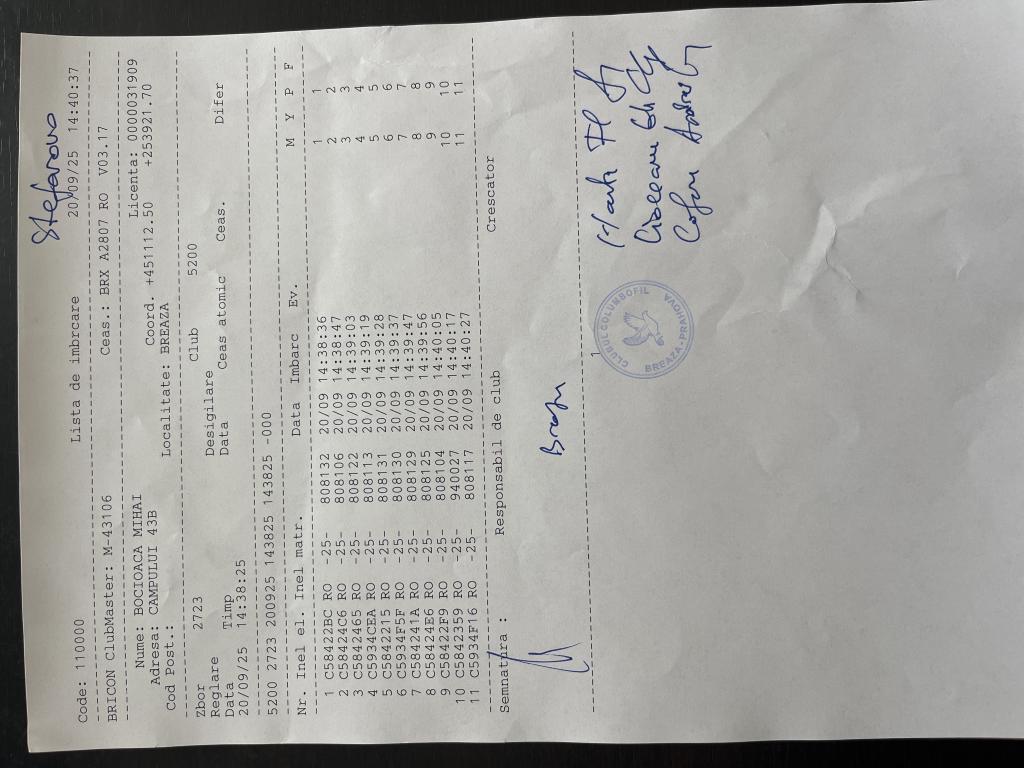 Stefanova
Code: 110000 Lista de imbrcare 20/09/25 14:40:37
BRICON ClubMaster: M-43106 Ceas.: BRX A2807 RO V03.17
Nume: BOCIOACA MIHAI Licenta: 0000031909
Adresa: CAMPULUI 43B Coord. +451112.50 +253921.70
Cod Post.: Localitate: BREAZA
Zbor 2723 Club 5200
Reglare Desigilare
Data Timp Data Ceas atomic Ceas. Difer
20/09/25 14:38:25
5200 2723 200925 143825 143825 -000
Nr. Inel el. Inel matr. Data Imbarc Ev. M Y P F
1 C58422BC RO -25- 808132 20/09 14:38:36 1 1
2 C58424C6 RO -25- 808106 20/09 14:38:47 2 2
3 C5842465 RO -25- 808122 20/09 14:39:03 3 3
4 C5934CEA RO -25- 808113 20/09 14:39:19 4 4
5 C5842215 RO -25- 808131 20/09 14:39:28 5 5
6 C5934F5F RO -25- 808130 20/09 14:39:37 6 6
7 C584241A RO -25- 808129 20/09 14:39:47 7 7
8 C58424E6 RO -25- 808125 20/09 14:39:56 8 8
9 C58422F9 RO -25- 808104 20/09 14:40:05 9 9
10 C5842359 RO -25- 940027 20/09 14:40:17 10 10
11 C5934F16 RO -25- 808117 20/09 14:40:27 11 11
Responsabil de club Crescator
Semnatura :
1
CLUBUL COLUMBOFIL
BREAZA-PRAHOVA